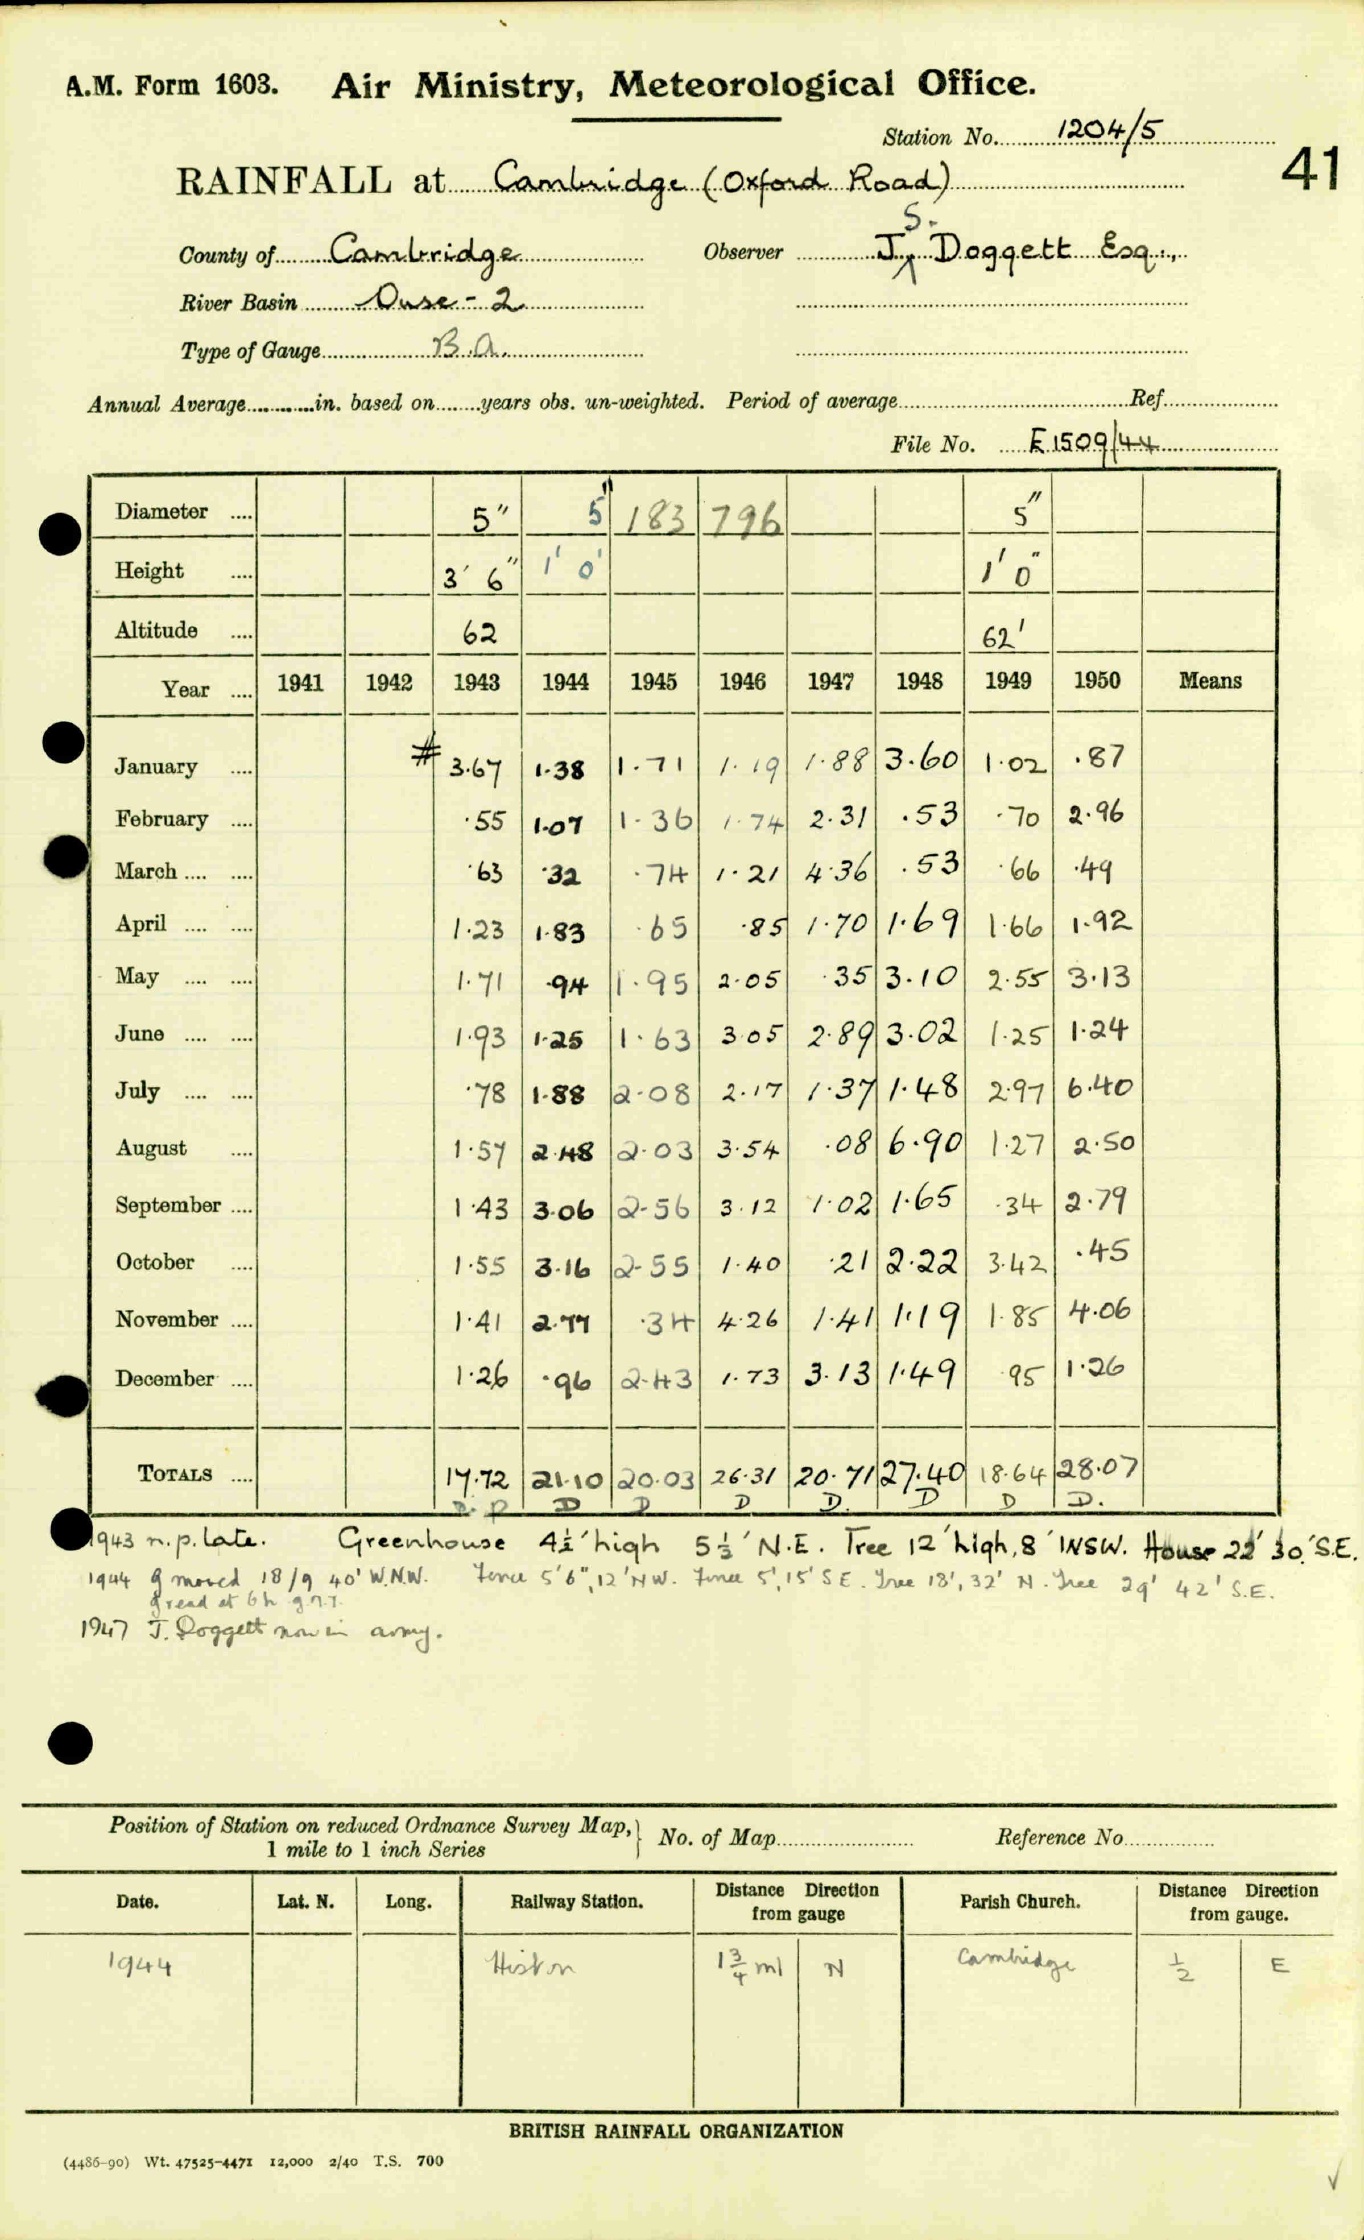 A.M. Form 1603. Air Ministry, Meteorological Office.
Station No. 1204/5
41
RAINFALL at Cambridge (Oxford Road)
County of Cambridge Observer J. S. Doggett Esq.,
River Basin Ouse - 2
Type of Gauge B.A.
Annual Average in. based on years obs. un-weighted. Period of average Ref
File No. E1509/44
Diameter 5" 5" 183 796 5"
Height 3' 6" 1' 0" 1' 0"
Altitude 62 62'
Year 1941 1942 1943 1944 1945 1946 1947 1948 1949 1950 Means
January # 3.67 1.38 1.71 1.19 1.88 3.60 1.02 .87
February .55 1.07 1.36 1.74 2.31 .53 .70 2.96
March .63 .32 .74 1.21 4.36 .53 .66 .49
April 1.23 1.83 .65 .85 1.70 1.69 1.66 1.92
May 1.71 .94 1.95 2.05 .35 3.10 2.55 3.13
June 1.93 1.25 1.63 3.05 2.89 3.02 1.25 1.24
July .78 1.88 2.08 2.17 1.37 1.48 2.97 6.40
August 1.57 2.48 2.03 3.54 .08 6.90 1.27 2.50
September 1.43 3.06 2.56 3.12 1.02 1.65 .34 2.79
October 1.55 3.16 2.55 1.40 .21 2.22 3.42 .45
November 1.41 2.77 .34 4.26 1.41 1.19 1.85 4.06
December 1.26 .96 2.43 1.73 3.13 1.49 .95 1.26
TOTALS 17.72 21.10 20.03 26.31 20.71 27.40 18.64 28.07
D. P D D D D. D D D.
1943 n.p. late. Greenhouse 4½' high 5½' N.E. Tree 12' high, 8' WSW. House 22' 30' S.E.
1944 g moved 18/9 40' W.N.W. Fence 5'6", 12' NW. Fence 5', 15' SE. Tree 18', 32' N. Tree 29' 42' S.E.
g read at 6h
1947 J. Doggett now in army.
Position of Station on reduced Ordnance Survey Map, 1 mile to 1 inch Series } No. of Map Reference No
Date. Lat. N. Long. Railway Station. Distance Direction from gauge Parish Church. Distance Direction from gauge.
1944 Histon 1¾ ml N Cambridge ½ E
BRITISH RAINFALL ORGANIZATION
(4486-90) Wt. 47525-4471 12,000 2/40 T.S. 700